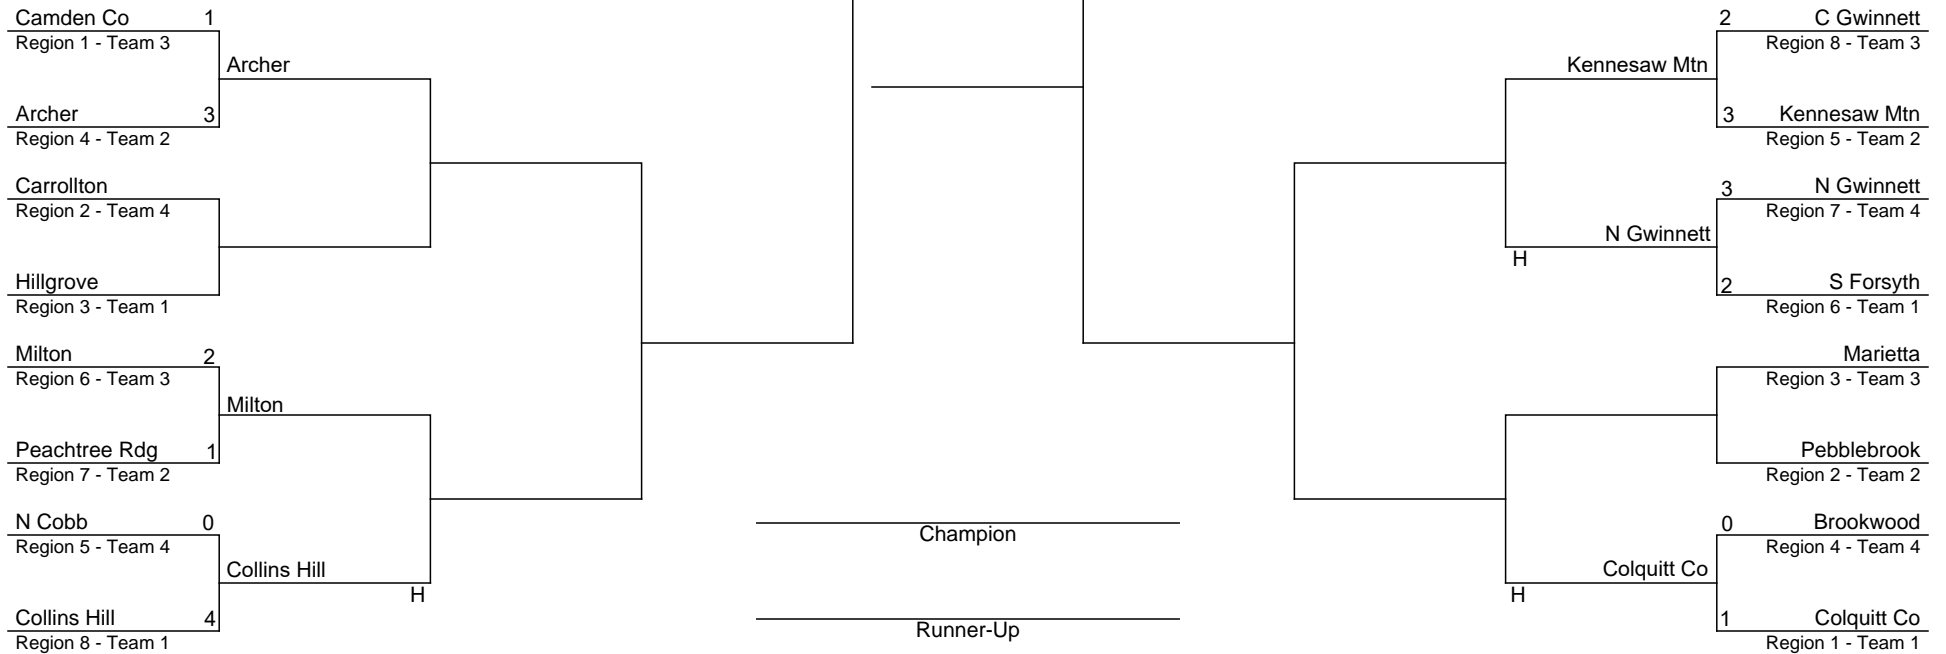 Camden Co 1
Region 1 - Team 3
Archer
Archer 3
Region 4 - Team 2
Carrollton
Region 2 - Team 4
Hillgrove
Region 3 - Team 1
Milton 2
Region 6 - Team 3
Milton
Peachtree Rdg 1
Region 7 - Team 2
N Cobb 0
Region 5 - Team 4
Collins Hill
H
Collins Hill 4
Region 8 - Team 1
Champion
Runner-Up
2 C Gwinnett
Region 8 - Team 3
Kennesaw Mtn
3 Kennesaw Mtn
Region 5 - Team 2
3 N Gwinnett
Region 7 - Team 4
N Gwinnett
H
2 S Forsyth
Region 6 - Team 1
Marietta
Region 3 - Team 3
Pebblebrook
Region 2 - Team 2
0 Brookwood
Region 4 - Team 4
Colquitt Co
H
1 Colquitt Co
Region 1 - Team 1